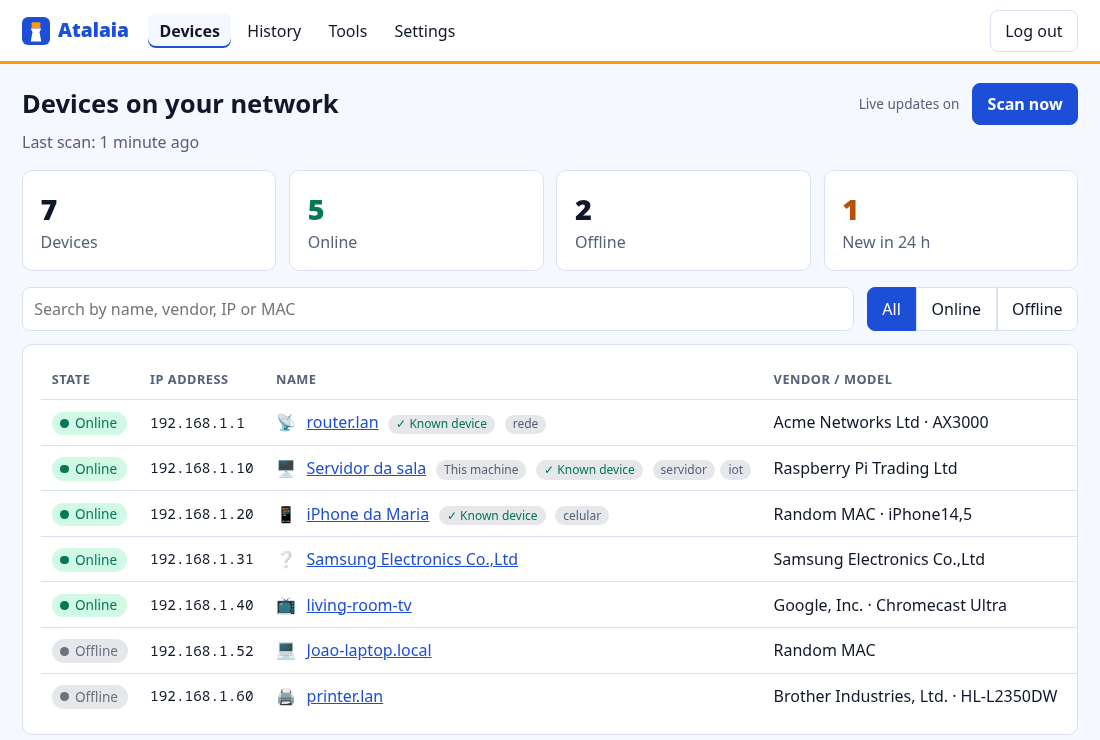 Atalaia Devices History Tools Settings Log out
Devices on your network Live updates on Scan now
Last scan: 1 minute ago
7 5 2 1
Devices Online Offline New in 24 h
Search by name, vendor, IP or MAC All Online Offline
STATE IP ADDRESS NAME VENDOR / MODEL
Online 192.168.1.1 router.lan ✓ Known device rede Acme Networks Ltd · AX3000
Online 192.168.1.10 Servidor da sala This machine ✓ Known device servidor iot Raspberry Pi Trading Ltd
Online 192.168.1.20 iPhone da Maria ✓ Known device celular Random MAC · iPhone14,5
Online 192.168.1.31 Samsung Electronics Co.,Ltd Samsung Electronics Co.,Ltd
Online 192.168.1.40 living-room-tv Google, Inc. · Chromecast Ultra
Offline 192.168.1.52 Joao-laptop.local Random MAC
Offline 192.168.1.60 printer.lan Brother Industries, Ltd. · HL-L2350DW